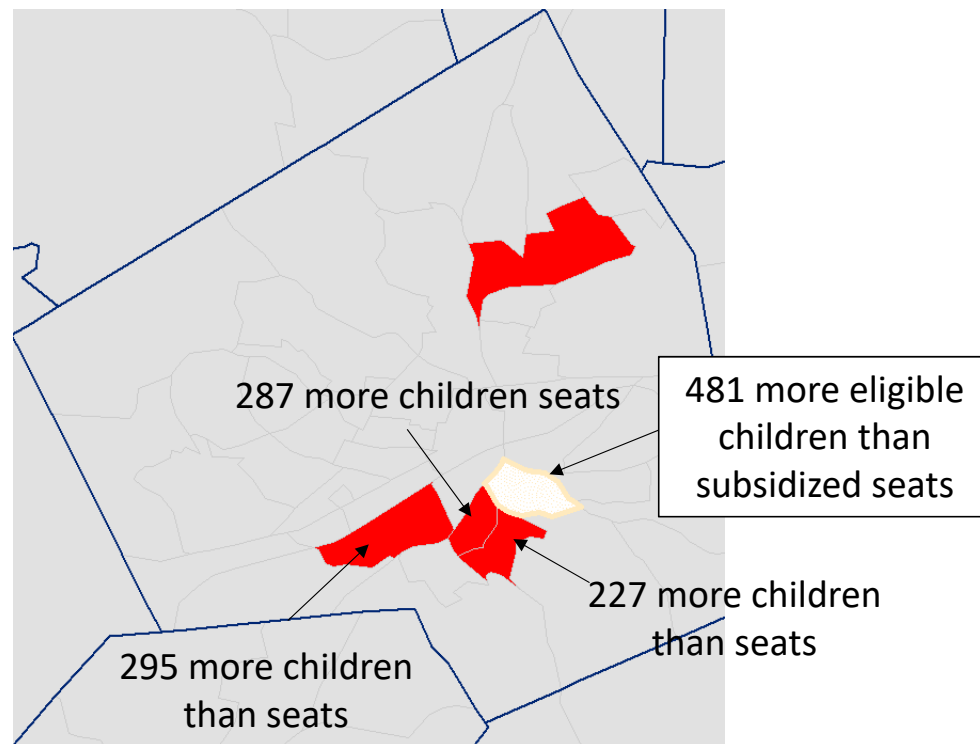 287 more children seats
481 more eligible
children than
subsidized seats
227 more children
than seats
295 more children
than seats